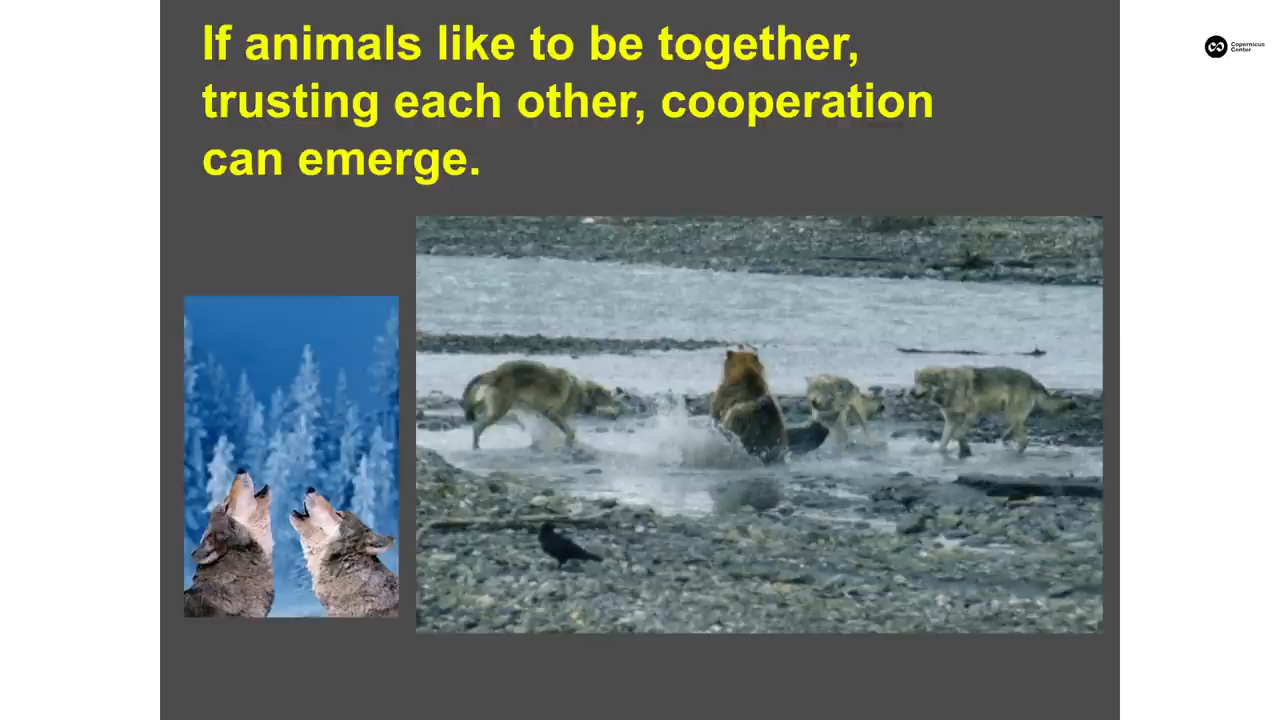 If animals like to be together,
trusting each other, cooperation
can emerge.
Copernicus
Center